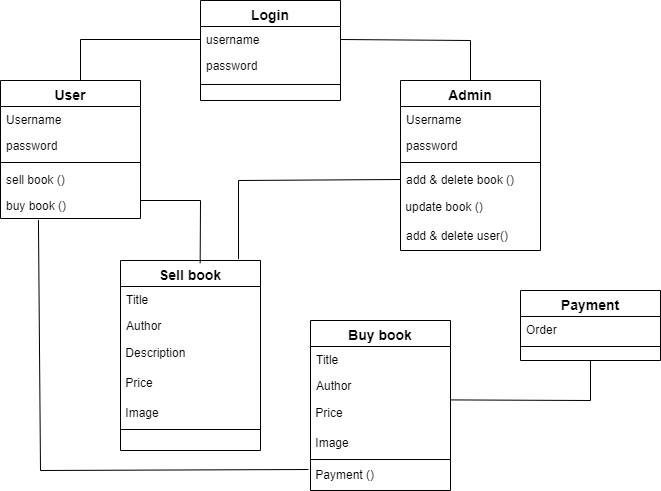 Login
username
password
User
Username
password
sell book ()
buy book ()
Admin
Username
password
add & delete book ()
update book ()
add & delete user()
Sell book
Title
Author
Description
Price
Image
Buy book
Title
Author
Price
Image
Payment ()
Payment
Order